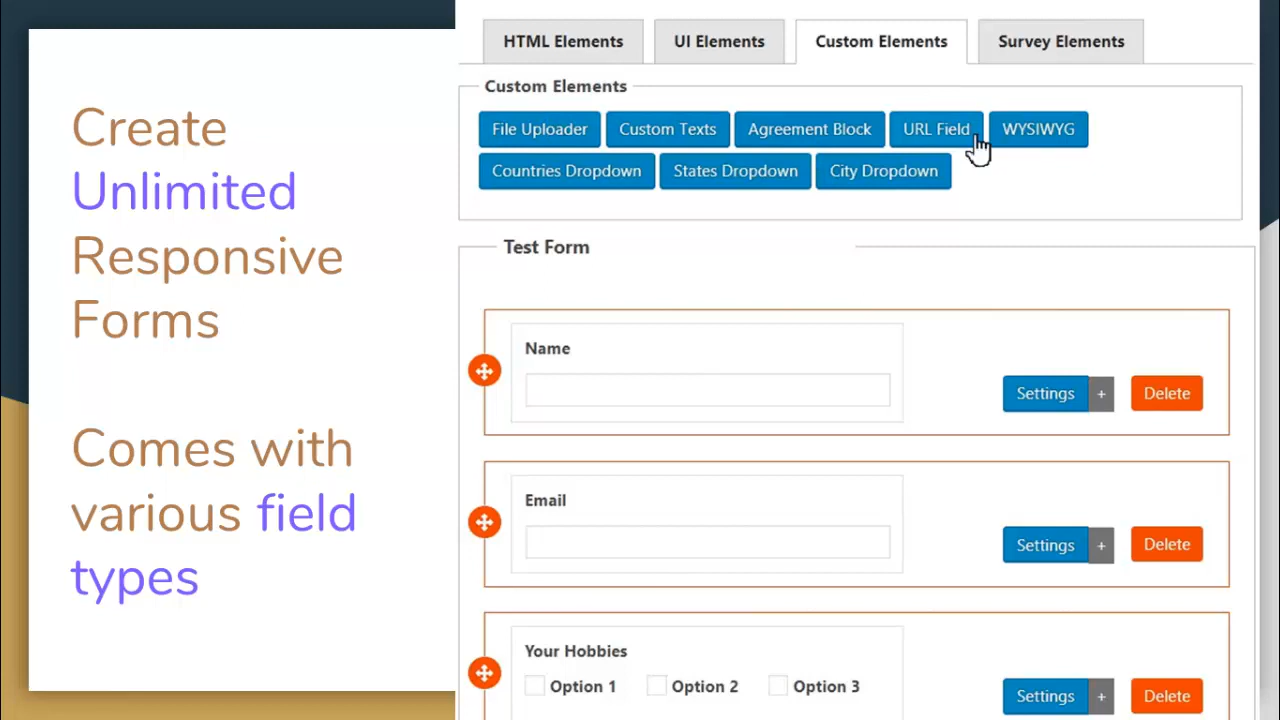 Create
Unlimited
Responsive
Forms
Comes with
various field
types
HTML Elements UI Elements Custom Elements Survey Elements
Custom Elements
File Uploader Custom Texts Agreement Block URL Field WYSIWYG
Countries Dropdown States Dropdown City Dropdown
Test Form
Name
Settings + Delete
Email
Settings + Delete
Your Hobbies
Option 1 Option 2 Option 3
Settings + Delete